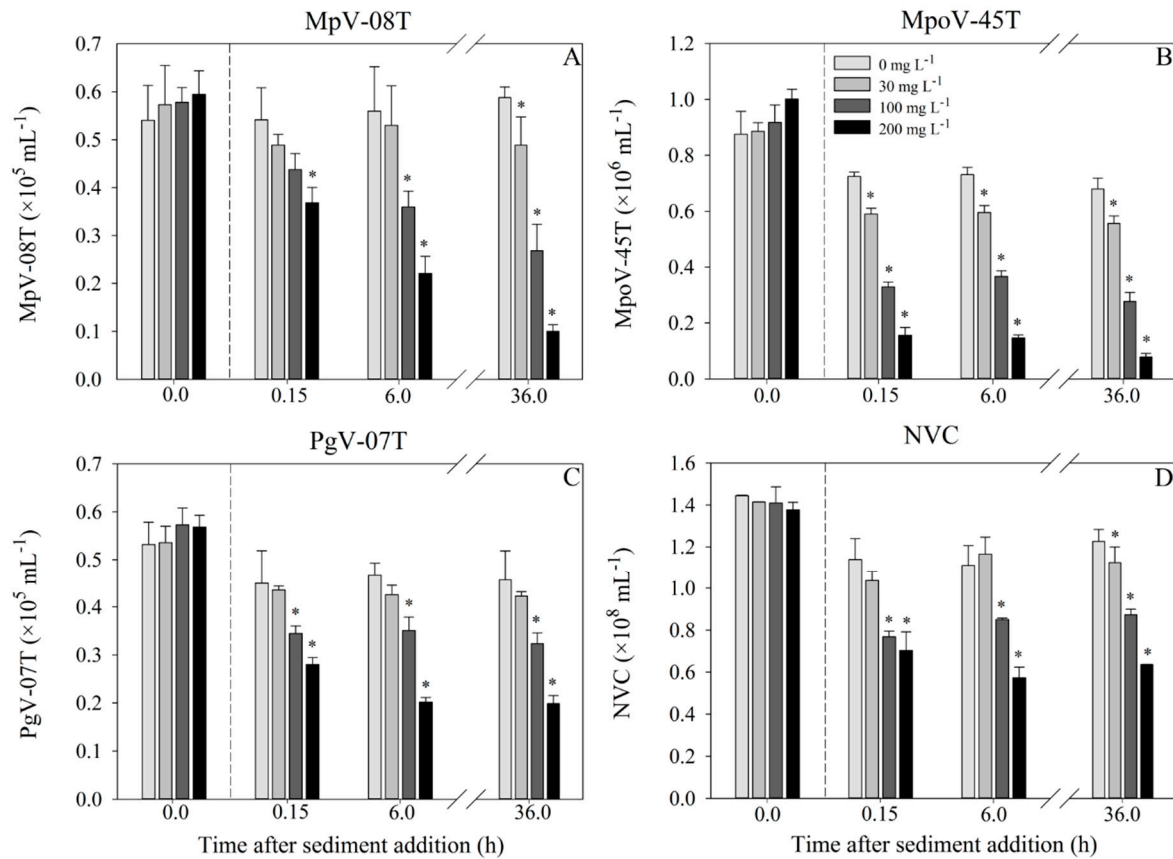 MpV-08T
A
MpV-08T (×10⁵ mL⁻¹)
0.7
0.6
0.5
0.4
0.3
0.2
0.1
0.0
* * * * * *
0.0 0.15 6.0 36.0
MpoV-45T
B
MpoV-45T (×10⁶ mL⁻¹)
1.2
1.0
0.8
0.6
0.4
0.2
0.0
0 mg L⁻¹
30 mg L⁻¹
100 mg L⁻¹
200 mg L⁻¹
* * * * * * * * *
0.0 0.15 6.0 36.0
PgV-07T
C
PgV-07T (×10⁵ mL⁻¹)
0.7
0.6
0.5
0.4
0.3
0.2
0.1
0.0
* * * * * *
0.0 0.15 6.0 36.0
Time after sediment addition (h)
NVC
D
NVC (×10⁸ mL⁻¹)
1.6
1.4
1.2
1.0
0.8
0.6
0.4
0.2
0.0
* * * * * * *
0.0 0.15 6.0 36.0
Time after sediment addition (h)